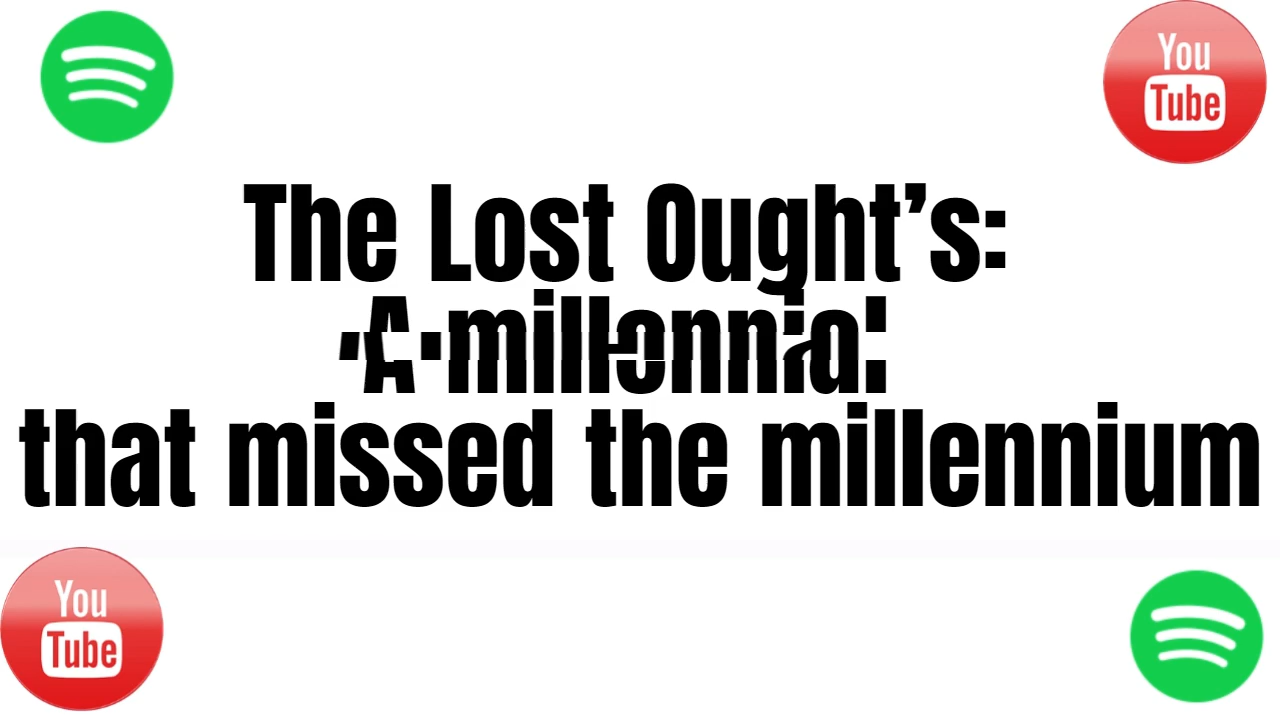 You
Tube
The Lost Ought’s:
A millennial
that missed the millennium
You
Tube